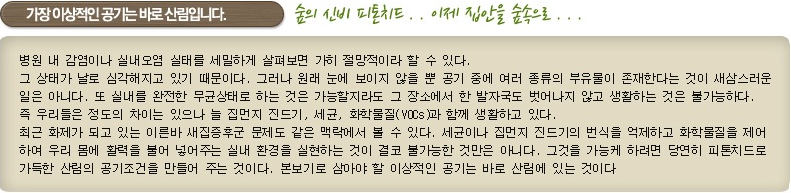 가장 이상적인 공기는 바로 산림입니다.
숲의 신비 피톤치드 . . 이제 집안을 숲속으로 . . .
병원 내 감염이나 실내오염 실태를 세밀하게 살펴보면 가히 절망적이라 할 수 있다.
그 상태가 날로 심각해지고 있기 때문이다. 그러나 원래 눈에 보이지 않을 뿐 공기 중에 여러 종류의 부유물이 존재한다는 것이 새삼스러운
일은 아니다. 또 실내를 완전한 무균상태로 하는 것은 가능할지라도 그 장소에서 한 발자국도 벗어나지 않고 생활하는 것은 불가능하다.
즉 우리들은 정도의 차이는 있으나 늘 집먼지 진드기, 세균, 화학물질(VOCs)과 함께 생활하고 있다.
최근 화제가 되고 있는 이른바 새집증후군 문제도 같은 맥락에서 볼 수 있다. 세균이나 집먼지 진드기의 번식을 억제하고 화학물질을 제어
하여 우리 몸에 활력을 불어 넣어주는 실내 환경을 실현하는 것이 결코 불가능한 것만은 아니다. 그것을 가능케 하려면 당연히 피톤치드로
가득한 산림의 공기조건을 만들어 주는 것이다. 본보기로 삼아야 할 이상적인 공기는 바로 산림에 있는 것이다